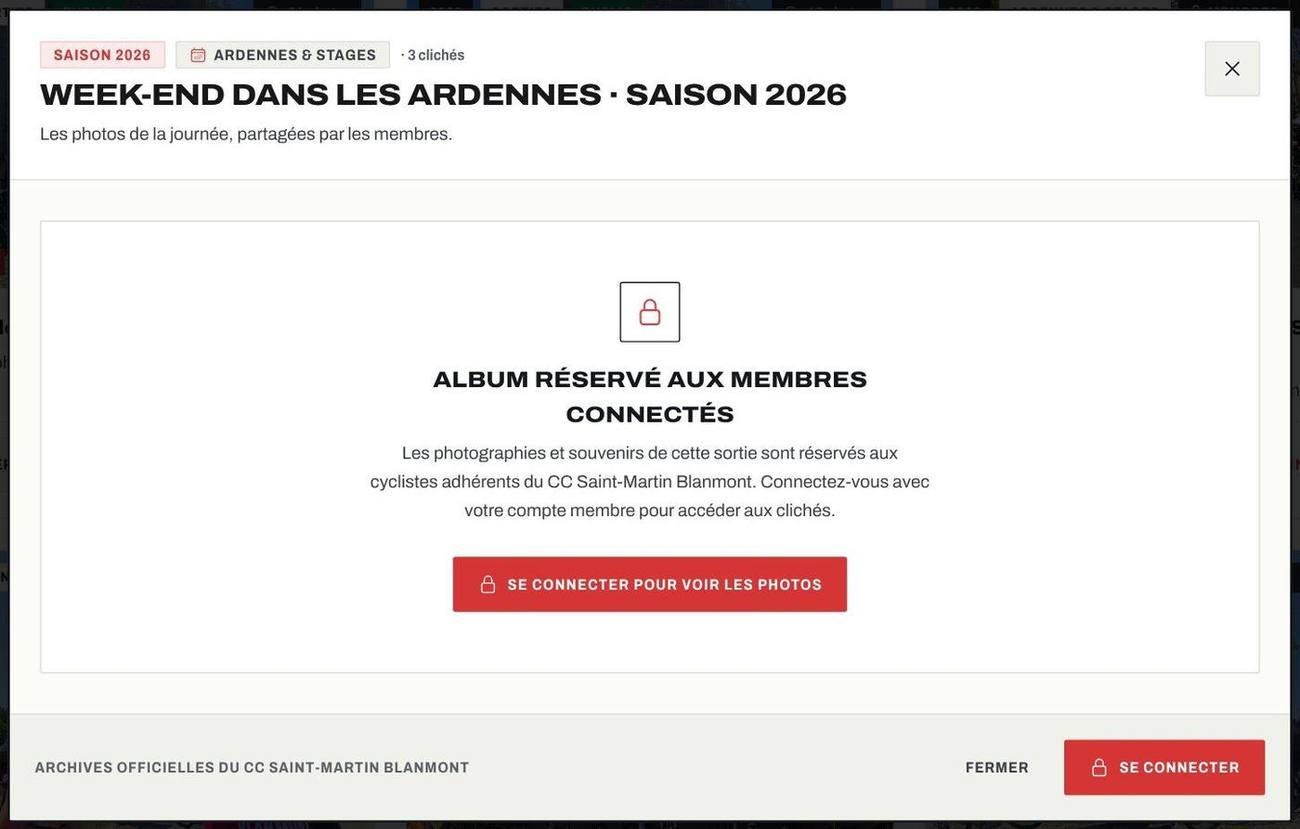 SAISON 2026
ARDENNES & STAGES
· 3 clichés
WEEK-END DANS LES ARDENNES · SAISON 2026
Les photos de la journée, partagées par les membres.
ALBUM RÉSERVÉ AUX MEMBRES
CONNECTÉS
Les photographies et souvenirs de cette sortie sont réservés aux
cyclistes adhérents du CC Saint-Martin Blanmont. Connectez-vous avec
votre compte membre pour accéder aux clichés.
SE CONNECTER POUR VOIR LES PHOTOS
ARCHIVES OFFICIELLES DU CC SAINT-MARTIN BLANMONT
FERMER
SE CONNECTER